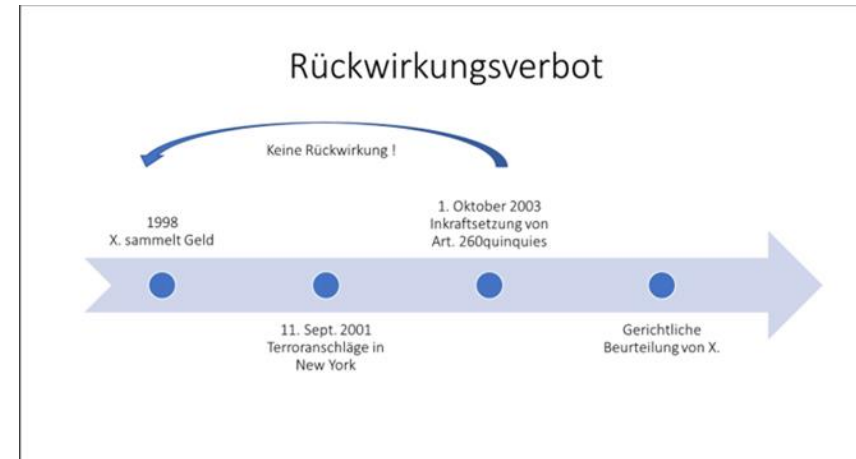 Rückwirkungsverbot
Keine Rückwirkung !
1998
X. sammelt Geld
1. Oktober 2003
Inkraftsetzung von
Art. 260quinquies
11. Sept. 2001
Terroranschläge in
New York
Gerichtliche
Beurteilung von X.